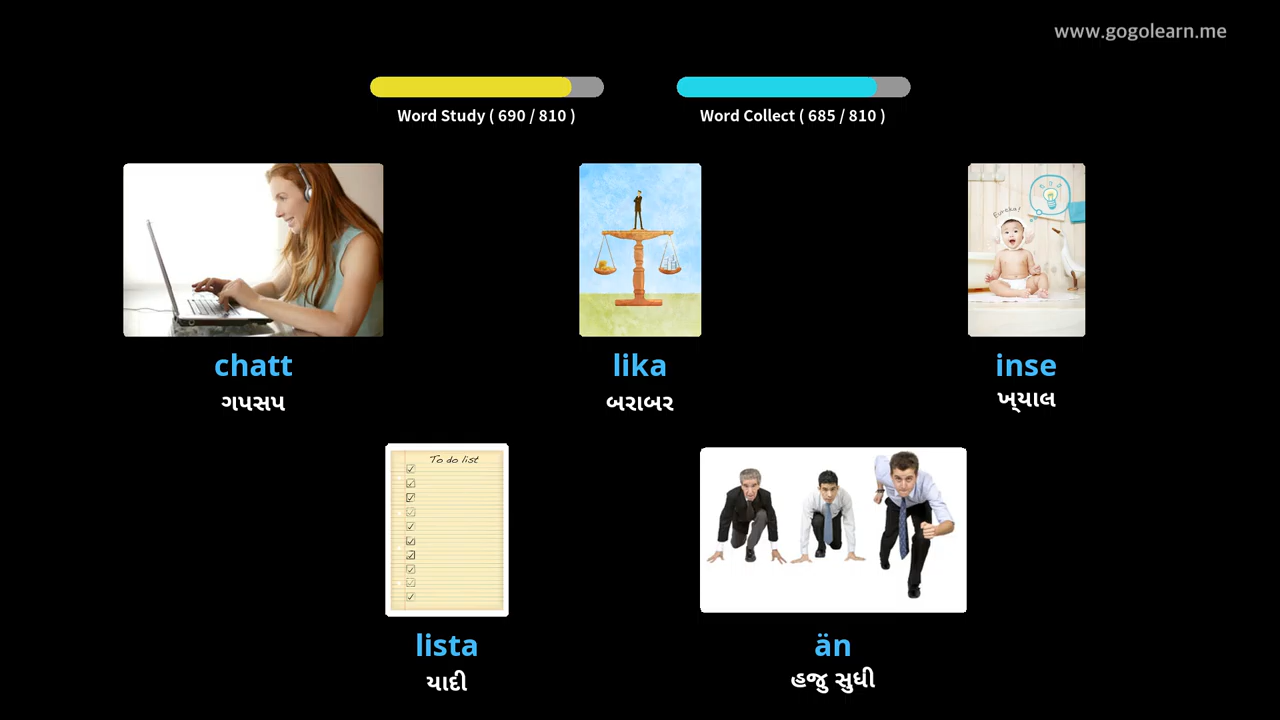 www.gogolearn.me
Word Study ( 690 / 810 )
Word Collect ( 685 / 810 )
Eureka!
chatt
lika
inse
ગપસપ
બરાબર
ખ્યાલ
To do list
lista
än
યાદી
હજુ સુધી